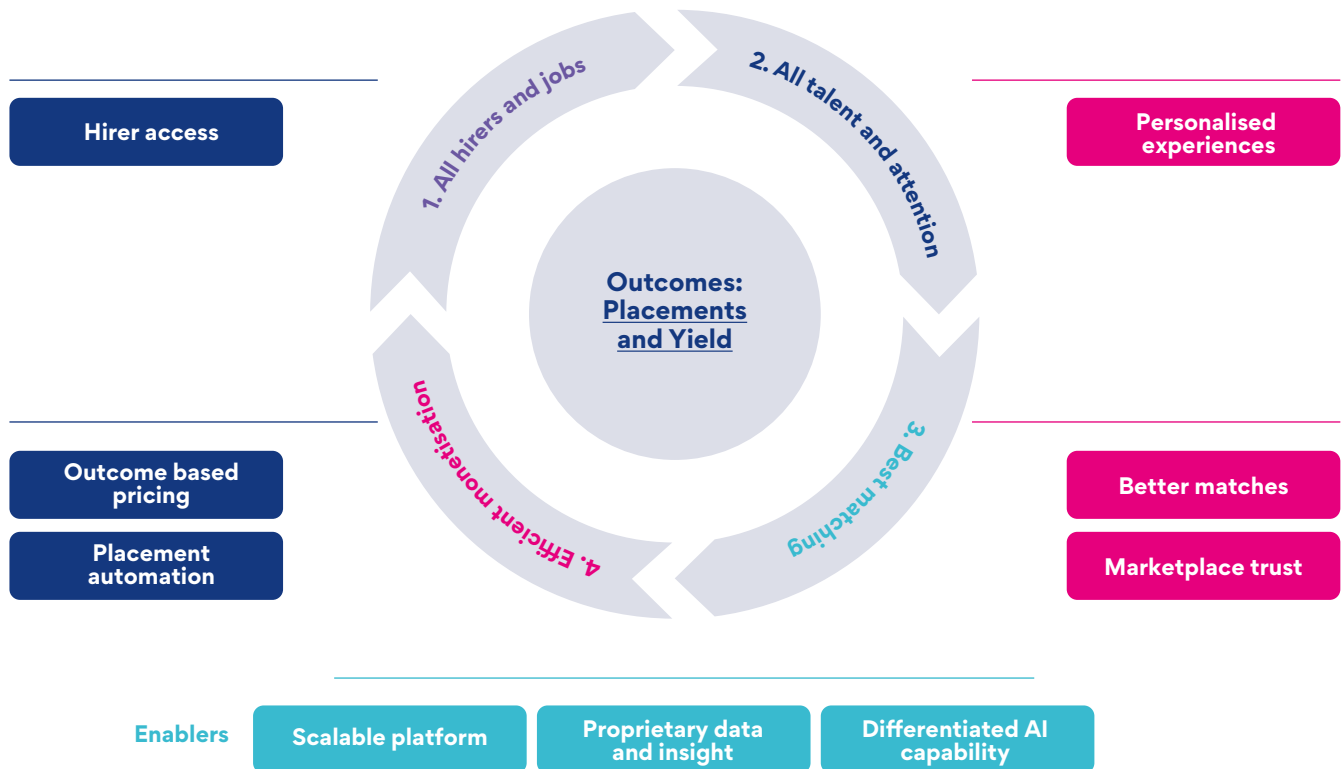 1. All hirers and jobs
2. All talent and attention
3. Best matching
4. Efficient monetisation
Outcomes:
Placements
and Yield
Hirer access
Personalised
experiences
Outcome based
pricing
Placement
automation
Better matches
Marketplace trust
Enablers
Scalable platform
Proprietary data
and insight
Differentiated AI
capability